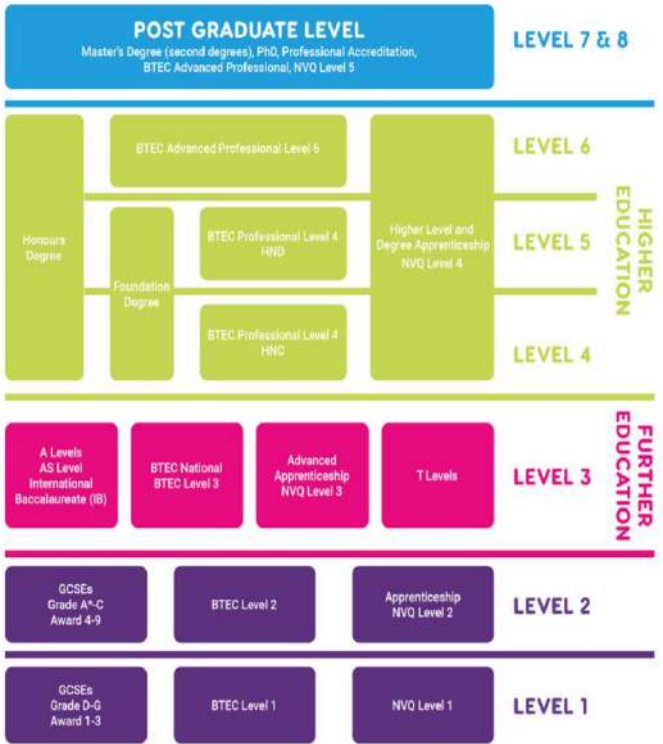 POST GRADUATE LEVEL
Master's Degree (second degrees), PhD, Professional Accreditation,
BTEC Advanced Professional, NVQ Level 5
LEVEL 7 & 8
BTEC Advanced Professional Level 6
LEVEL 6
Honours
Degree
Foundation
Degree
BTEC Professional Level 4
HND
Higher Level and
Degree Apprenticeship
NVQ Level 4
LEVEL 5
BTEC Professional Level 4
HNC
LEVEL 4
HIGHER
EDUCATION
A Levels
AS Level
International
Baccalaureate (IB)
BTEC National
BTEC Level 3
Advanced
Apprenticeship
NVQ Level 3
T Levels
LEVEL 3
FURTHER
EDUCATION
GCSEs
Grade A*-C
Award 4-9
BTEC Level 2
Apprenticeship
NVQ Level 2
LEVEL 2
GCSEs
Grade D-G
Award 1-3
BTEC Level 1
NVQ Level 1
LEVEL 1